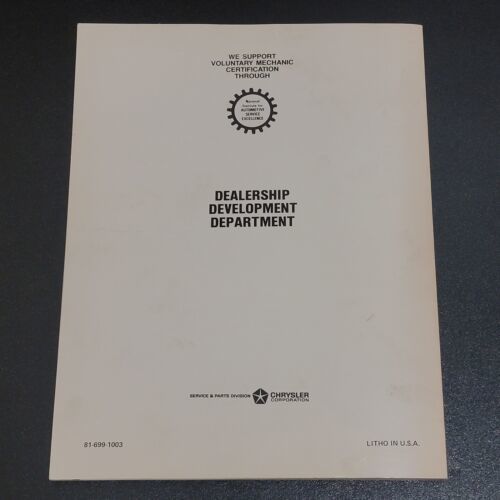 WE SUPPORT
VOLUNTARY MECHANIC
CERTIFICATION
THROUGH
National
Institute for
AUTOMOTIVE
SERVICE
EXCELLENCE
DEALERSHIP
DEVELOPMENT
DEPARTMENT
SERVICE & PARTS DIVISION
CHRYSLER
CORPORATION
81-699-1003
LITHO IN U.S.A.